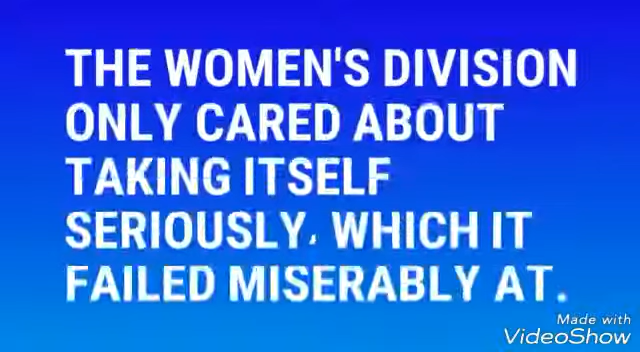 THE WOMEN'S DIVISION
ONLY CARED ABOUT
TAKING ITSELF
SERIOUSLY, WHICH IT
FAILED MISERABLY AT.
Made with
VideoShow